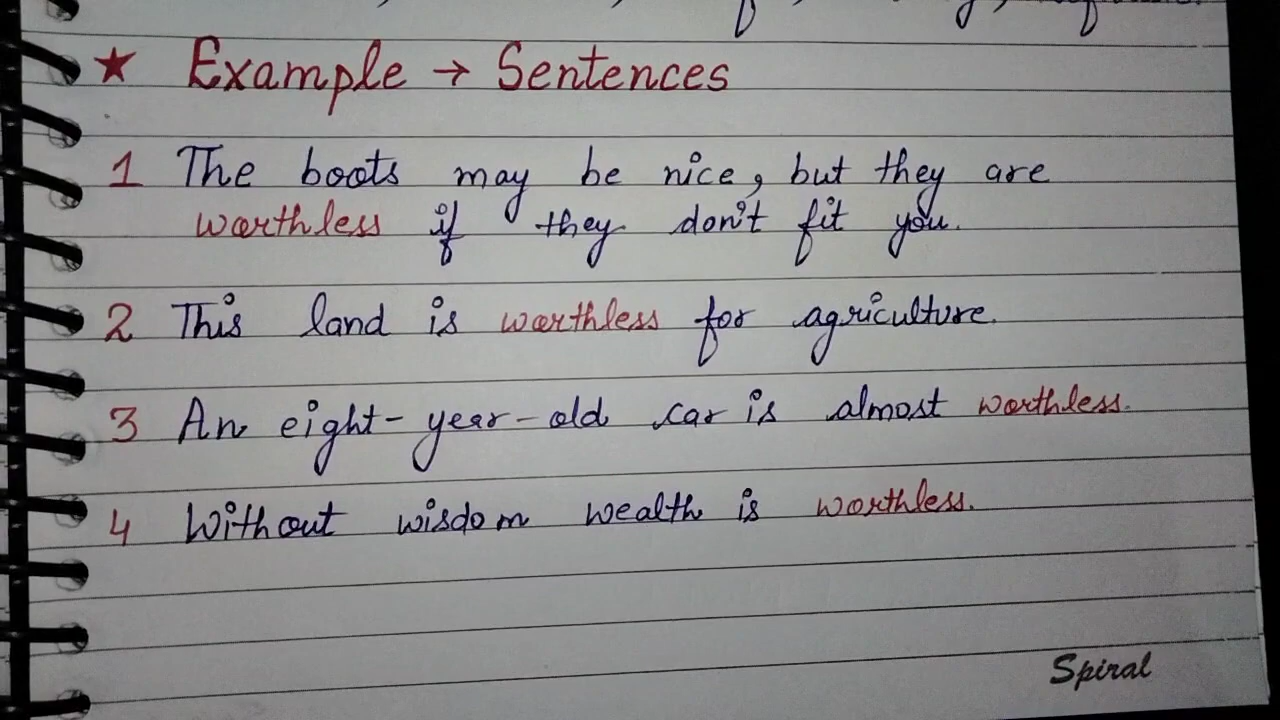 ★ Example → Sentences
1 The boots may be nice, but they are
worthless if they don't fit you.
2 This land is worthless for agriculture.
3 An eight-year-old car is almost worthless.
4 Without wisdom wealth is worthless.
Spiral